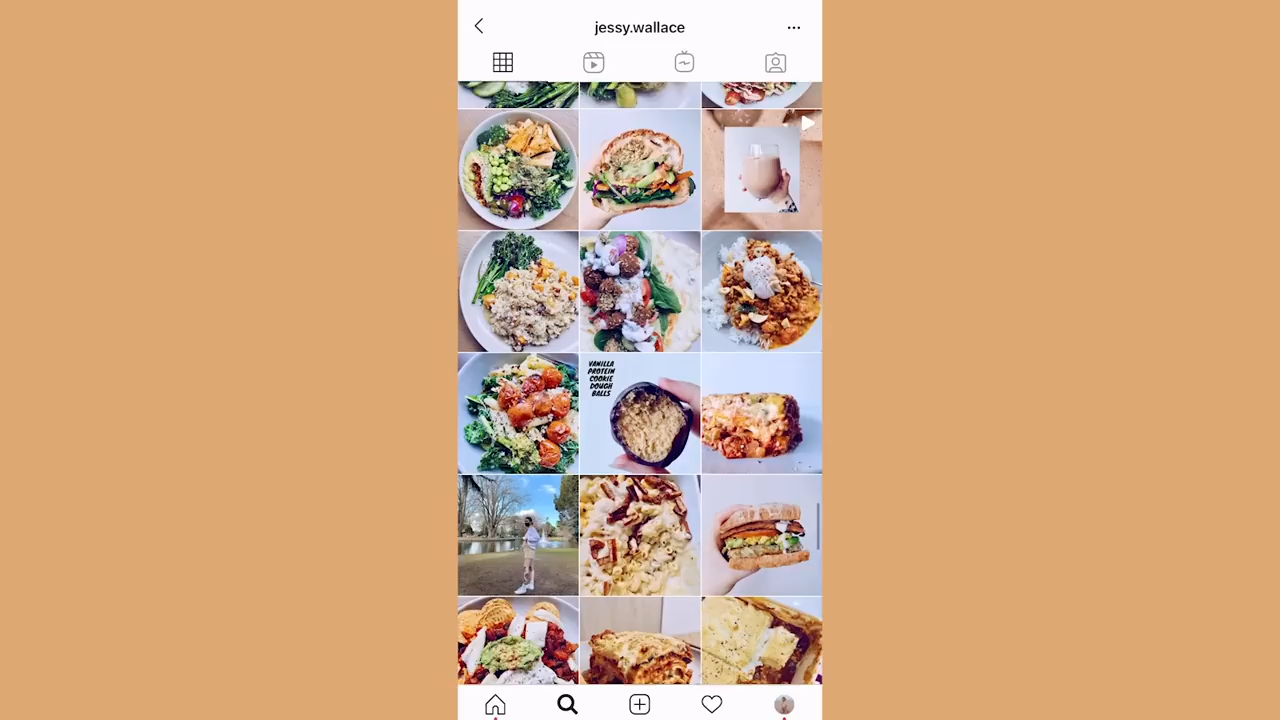 jessy.wallace
VANILLA
PROTEIN
COOKIE
DOUGH
BALLS